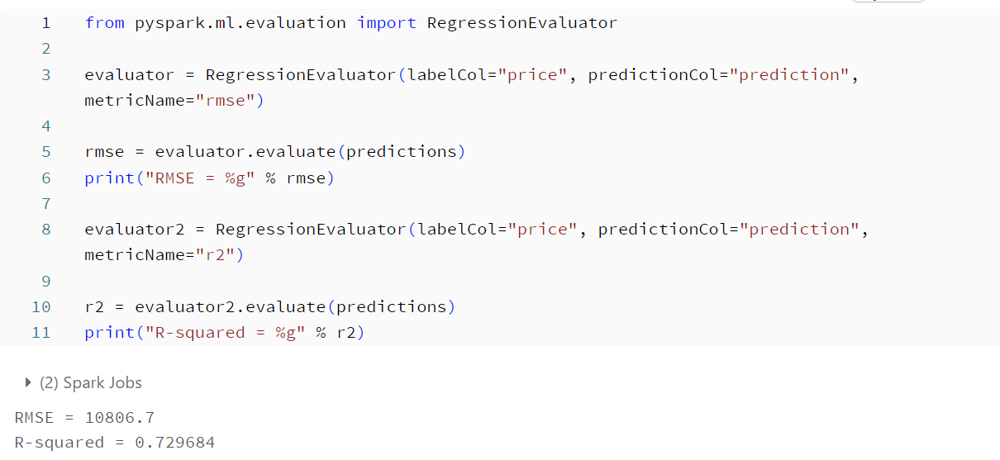 1 from pyspark.ml.evaluation import RegressionEvaluator
2
3 evaluator = RegressionEvaluator(labelCol="price", predictionCol="prediction",
metricName="rmse")
4
5 rmse = evaluator.evaluate(predictions)
6 print("RMSE = %g" % rmse)
7
8 evaluator2 = RegressionEvaluator(labelCol="price", predictionCol="prediction",
metricName="r2")
9
10 r2 = evaluator2.evaluate(predictions)
11 print("R-squared = %g" % r2)
(2) Spark Jobs
RMSE = 10806.7
R-squared = 0.729684